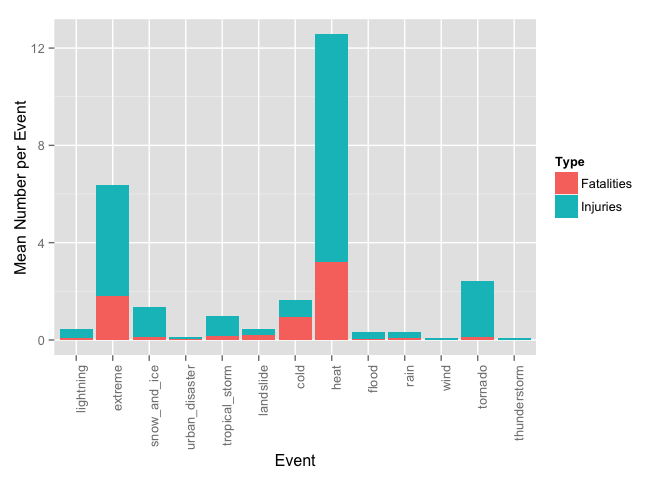 Mean Number per Event
12
8
4
0
lightning
extreme
snow_and_ice
urban_disaster
tropical_storm
landslide
cold
heat
flood
rain
wind
tornado
thunderstorm
Event
Type
Fatalities
Injuries